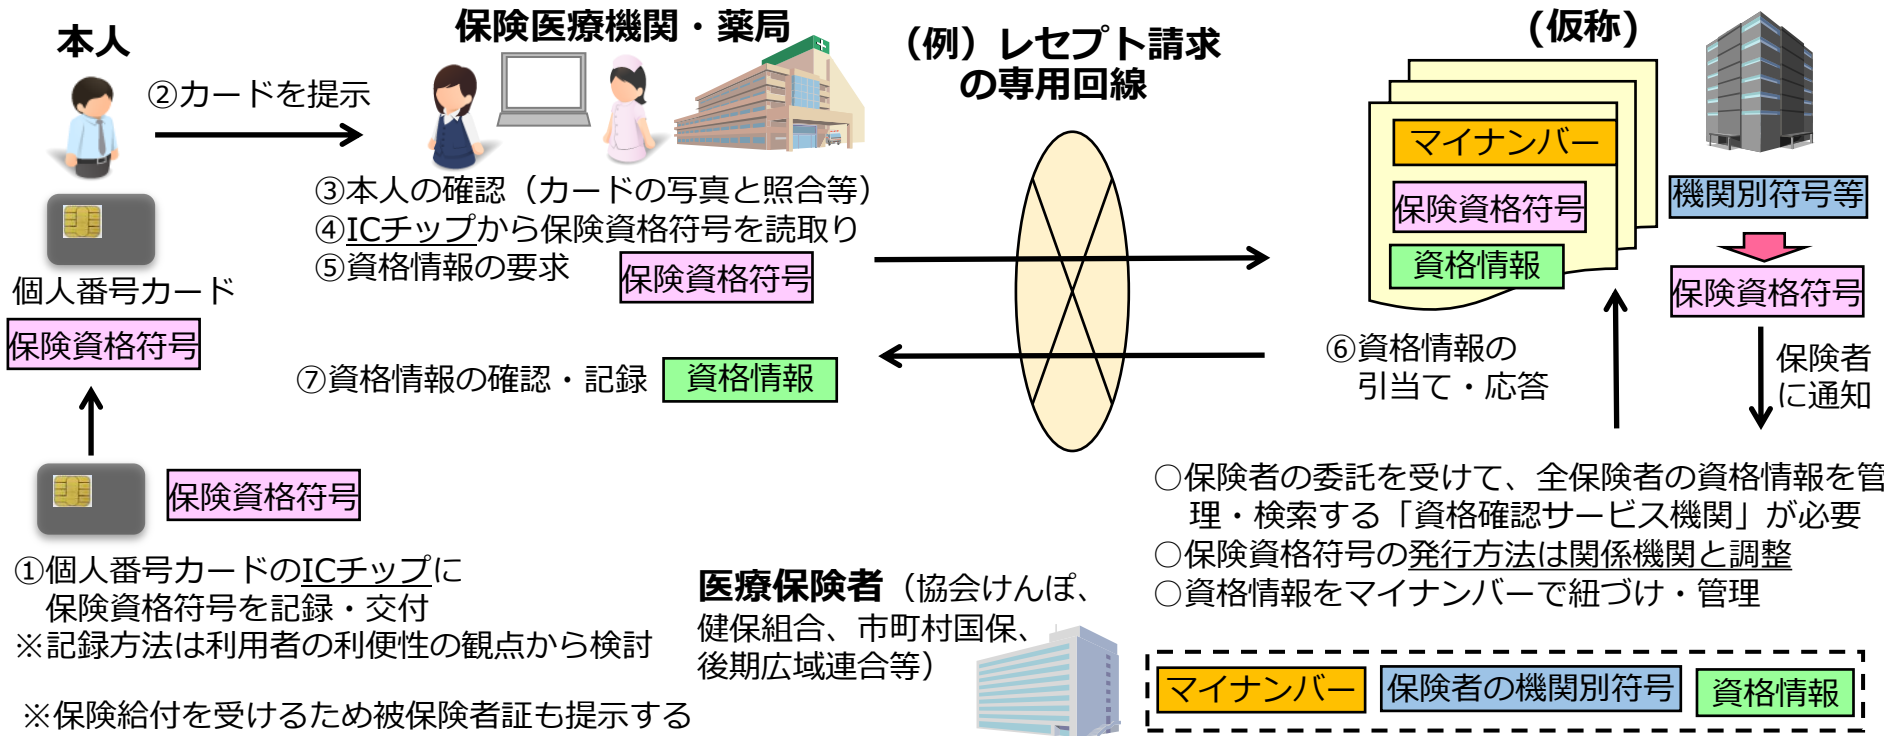 本人
②カードを提示
個人番号カード
保険資格符号
保険資格符号
①個人番号カードのICチップに
保険資格符号を記録・交付
※記録方法は利用者の利便性の観点から検討
※保険給付を受けるため被保険者証も提示する
保険医療機関・薬局
③本人の確認（カードの写真と照合等）
④ICチップから保険資格符号を読取り
⑤資格情報の要求
保険資格符号
⑦資格情報の確認・記録
資格情報
（例）レセプト請求
の専用回線
(仮称)
マイナンバー
保険資格符号
資格情報
機関別符号等
保険資格符号
⑥資格情報の
引当て・応答
保険者
に通知
○保険者の委託を受けて、全保険者の資格情報を管
理・検索する「資格確認サービス機関」が必要
○保険資格符号の発行方法は関係機関と調整
○資格情報をマイナンバーで紐づけ・管理
医療保険者（協会けんぽ、
健保組合、市町村国保、
後期広域連合等）
マイナンバー
保険者の機関別符号
資格情報